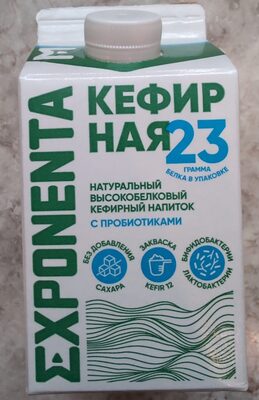 EXPONENTA
КЕФИР
НАЯ 23
ГРАММА
БЕЛКА В УПАКОВКЕ
НАТУРАЛЬНЫЙ
ВЫСОКОБЕЛКОВЫЙ
КЕФИРНЫЙ НАПИТОК
С ПРОБИОТИКАМИ
БЕЗ ДОБАВЛЕНИЯ
САХАРА
ЗАКВАСКА
KEFIR 12
БИФИДОБАКТЕРИИ
ЛАКТОБАКТЕРИИ